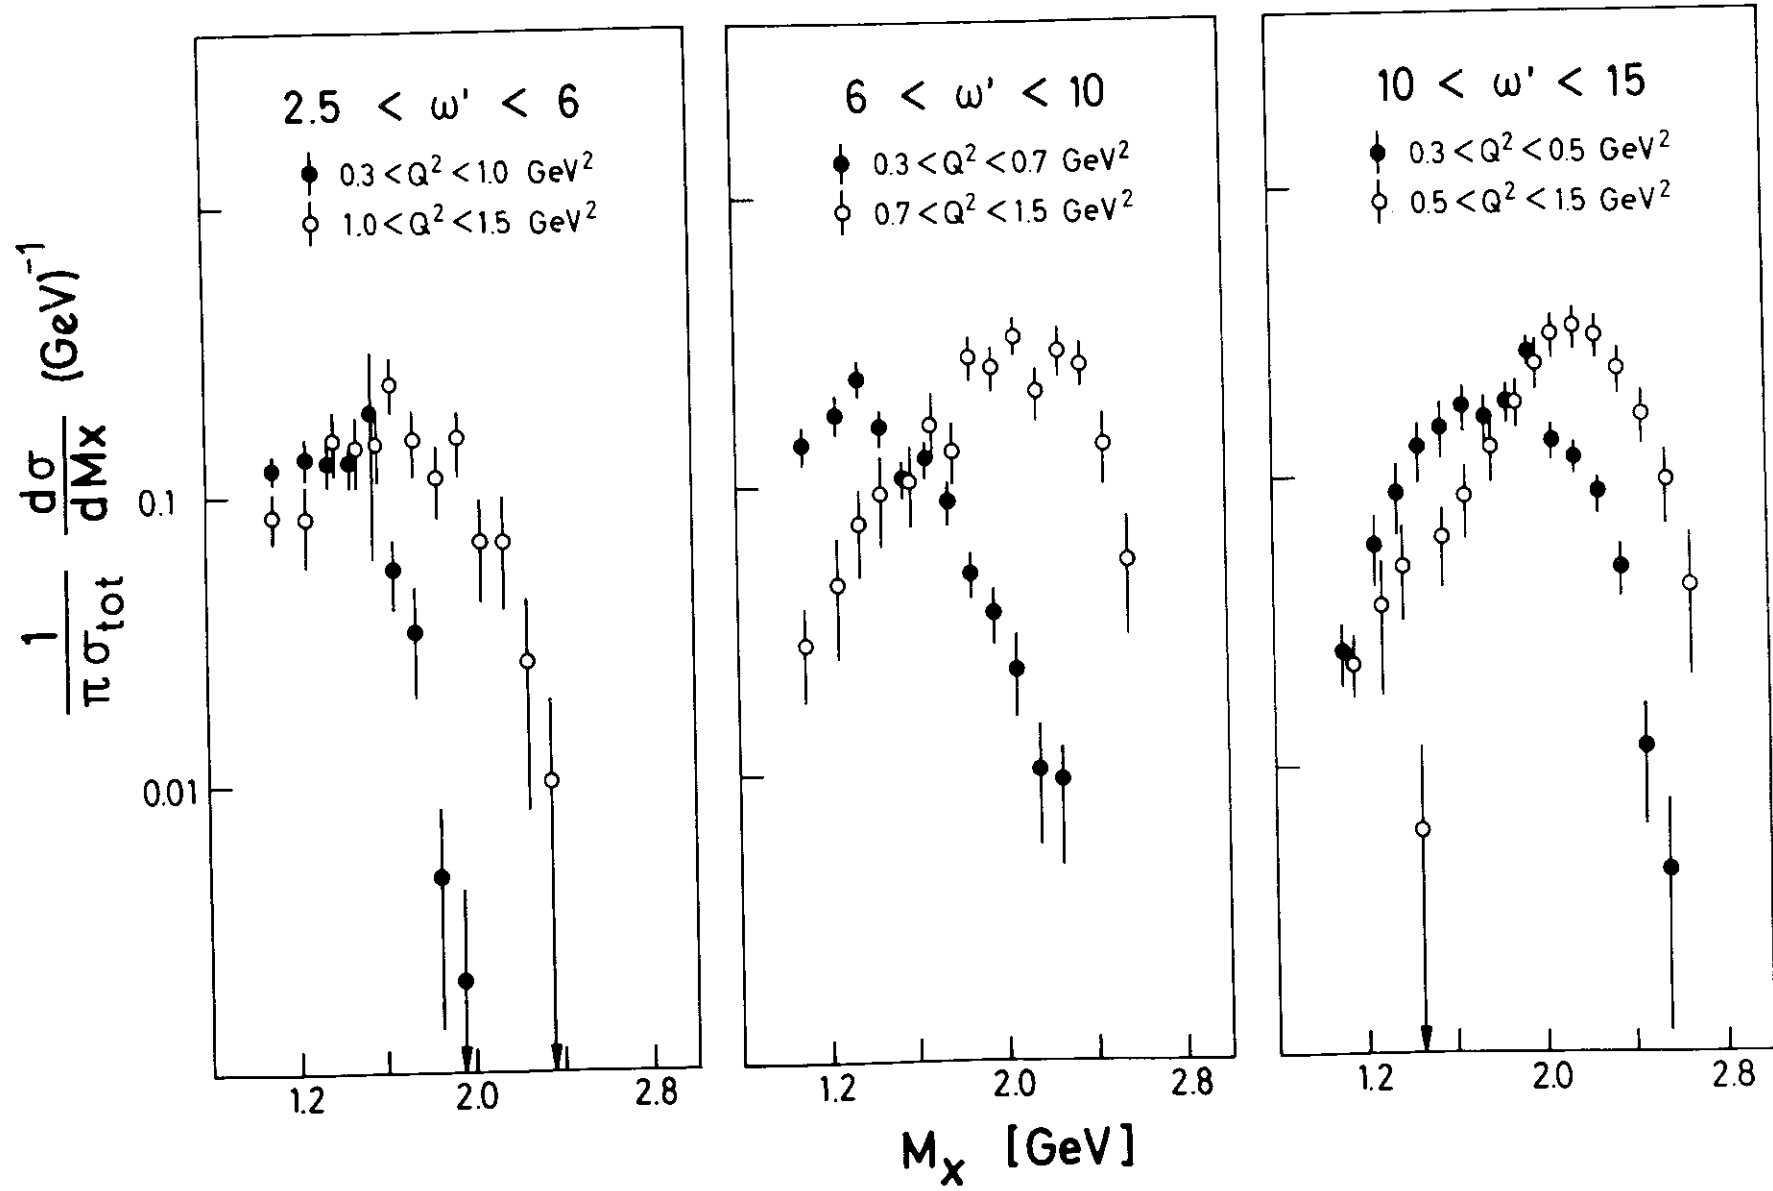 2.5 < ω' < 6
0.3 < Q² < 1.0 GeV²
1.0 < Q² < 1.5 GeV²
6 < ω' < 10
0.3 < Q² < 0.7 GeV²
0.7 < Q² < 1.5 GeV²
10 < ω' < 15
0.3 < Q² < 0.5 GeV²
0.5 < Q² < 1.5 GeV²
1/(π σtot) dσ/dMx (GeV)⁻¹
0.1
0.01
1.2 2.0 2.8
1.2 2.0 2.8
1.2 2.0 2.8
Mx [GeV]